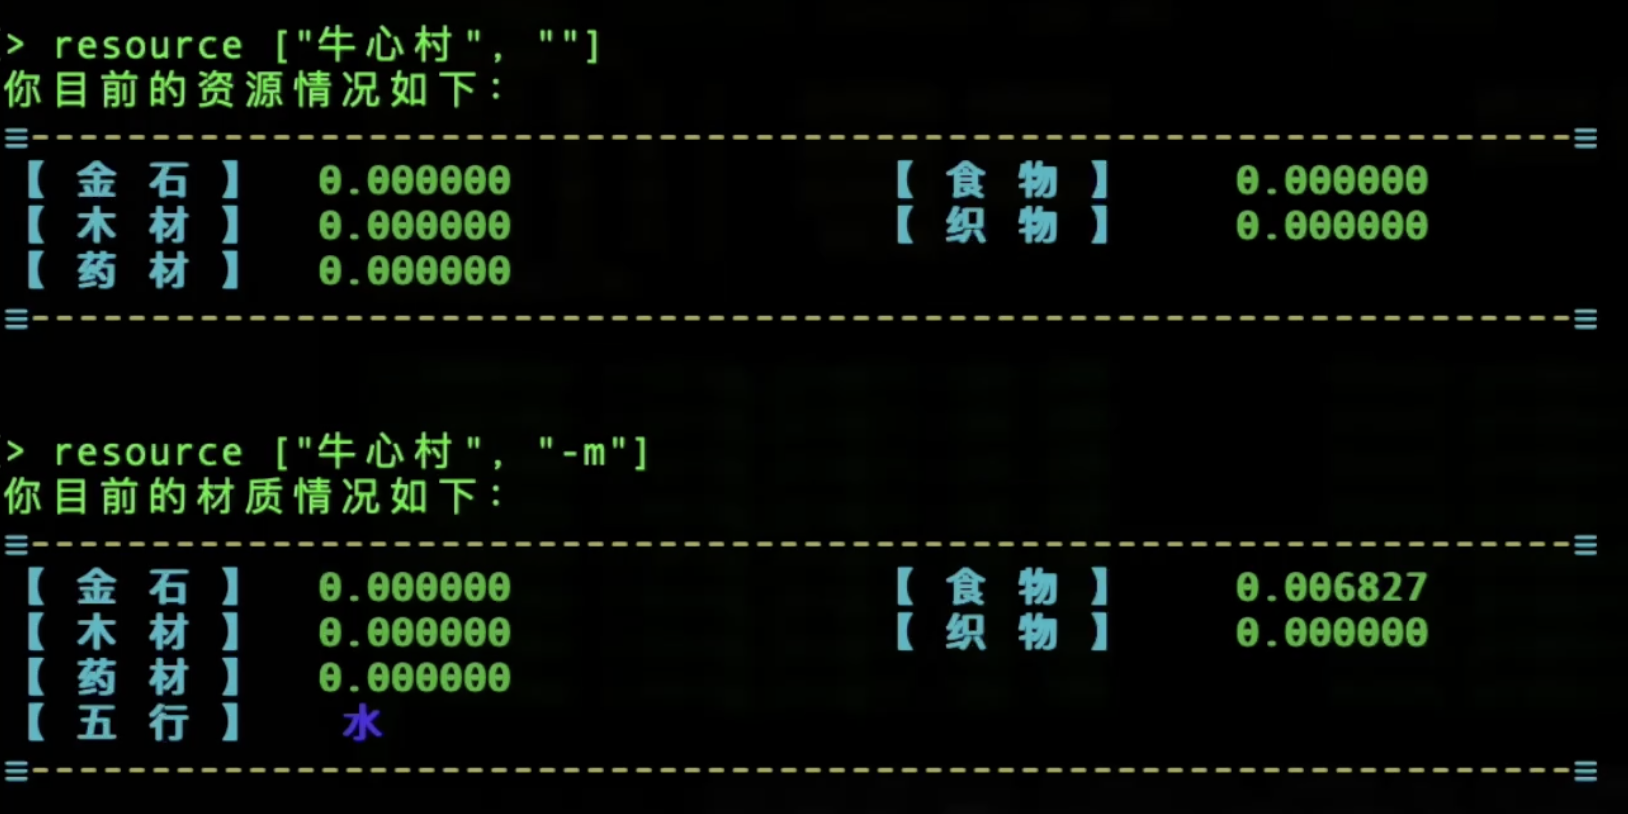 > resource ["牛心村", ""]
你目前的资源情况如下：
≡----------------------------------------------------------------≡
【 金 石 】 0.000000 【 食 物 】 0.000000
【 木 材 】 0.000000 【 织 物 】 0.000000
【 药 材 】 0.000000
≡----------------------------------------------------------------≡
> resource ["牛心村", "-m"]
你目前的材质情况如下：
≡----------------------------------------------------------------≡
【 金 石 】 0.000000 【 食 物 】 0.006827
【 木 材 】 0.000000 【 织 物 】 0.000000
【 药 材 】 0.000000
【 五 行 】 水
≡----------------------------------------------------------------≡